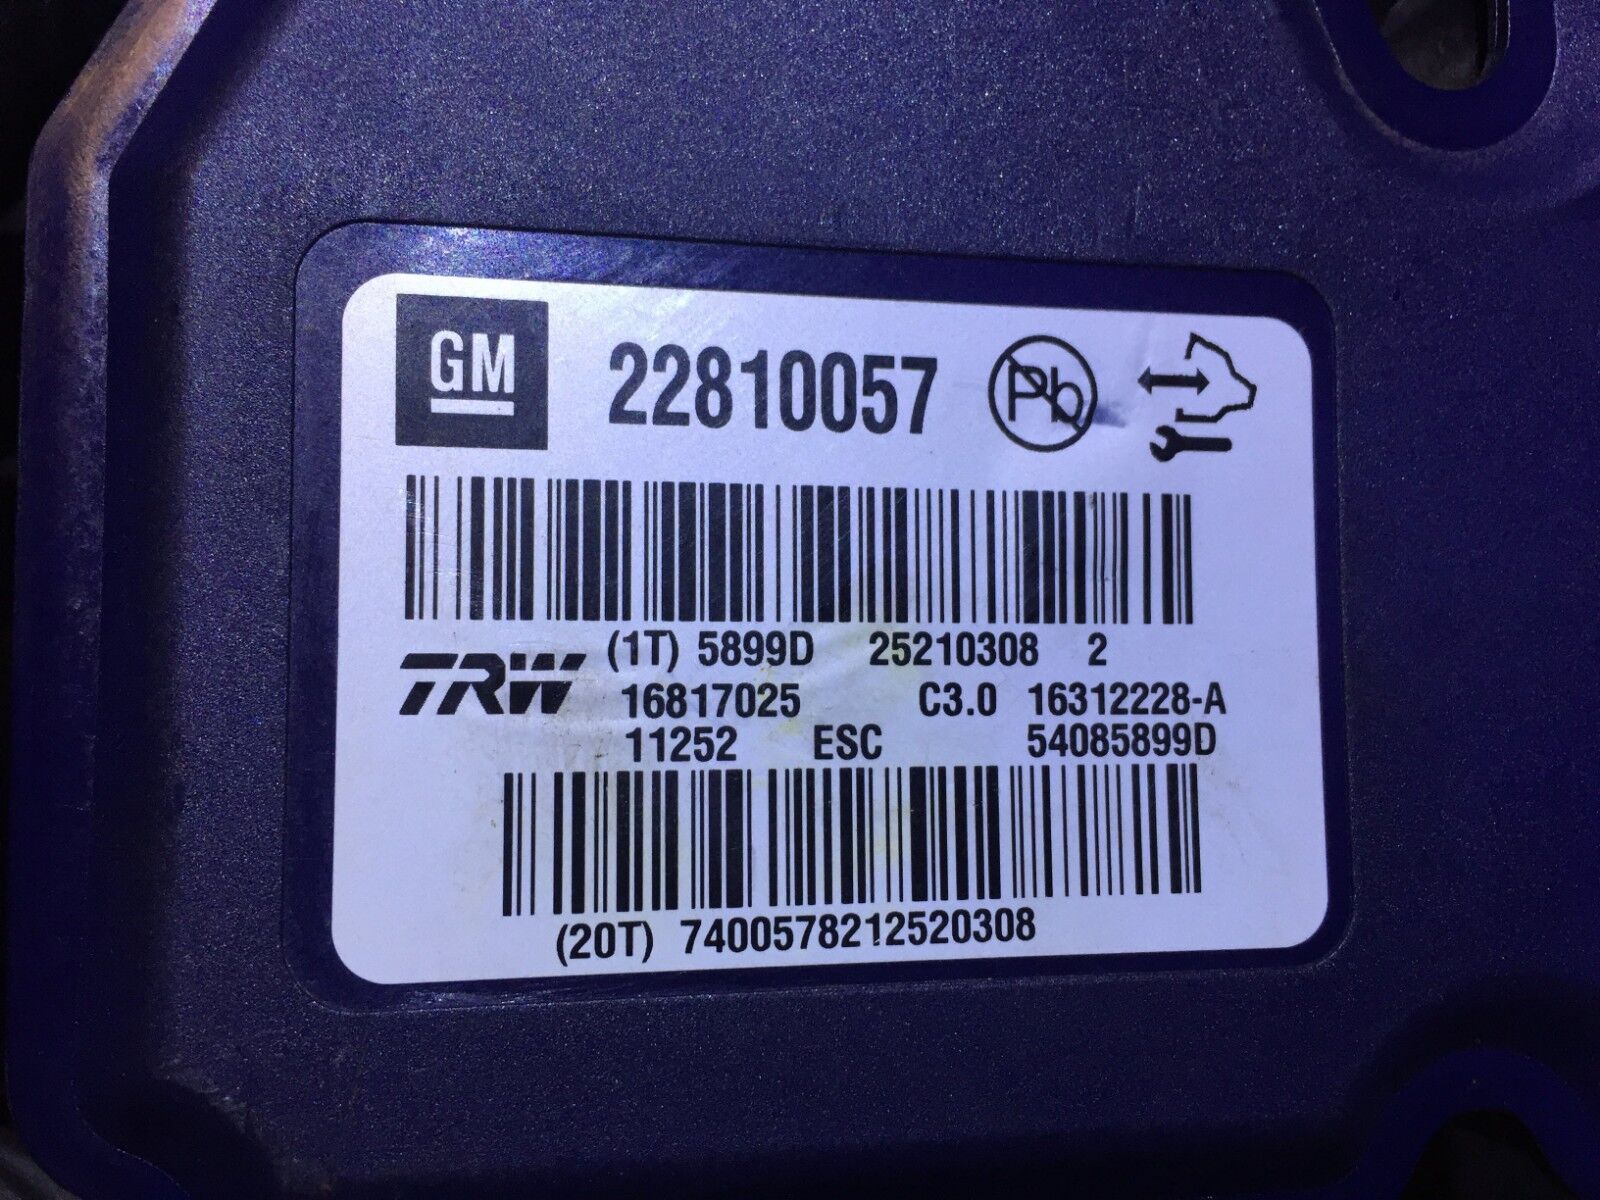 GM 22810057 Pb
(1T) 5899D 25210308 2
TRW 16817025 C3.0 16312228-A
11252 ESC 54085899D
(20T) 7400578212520308